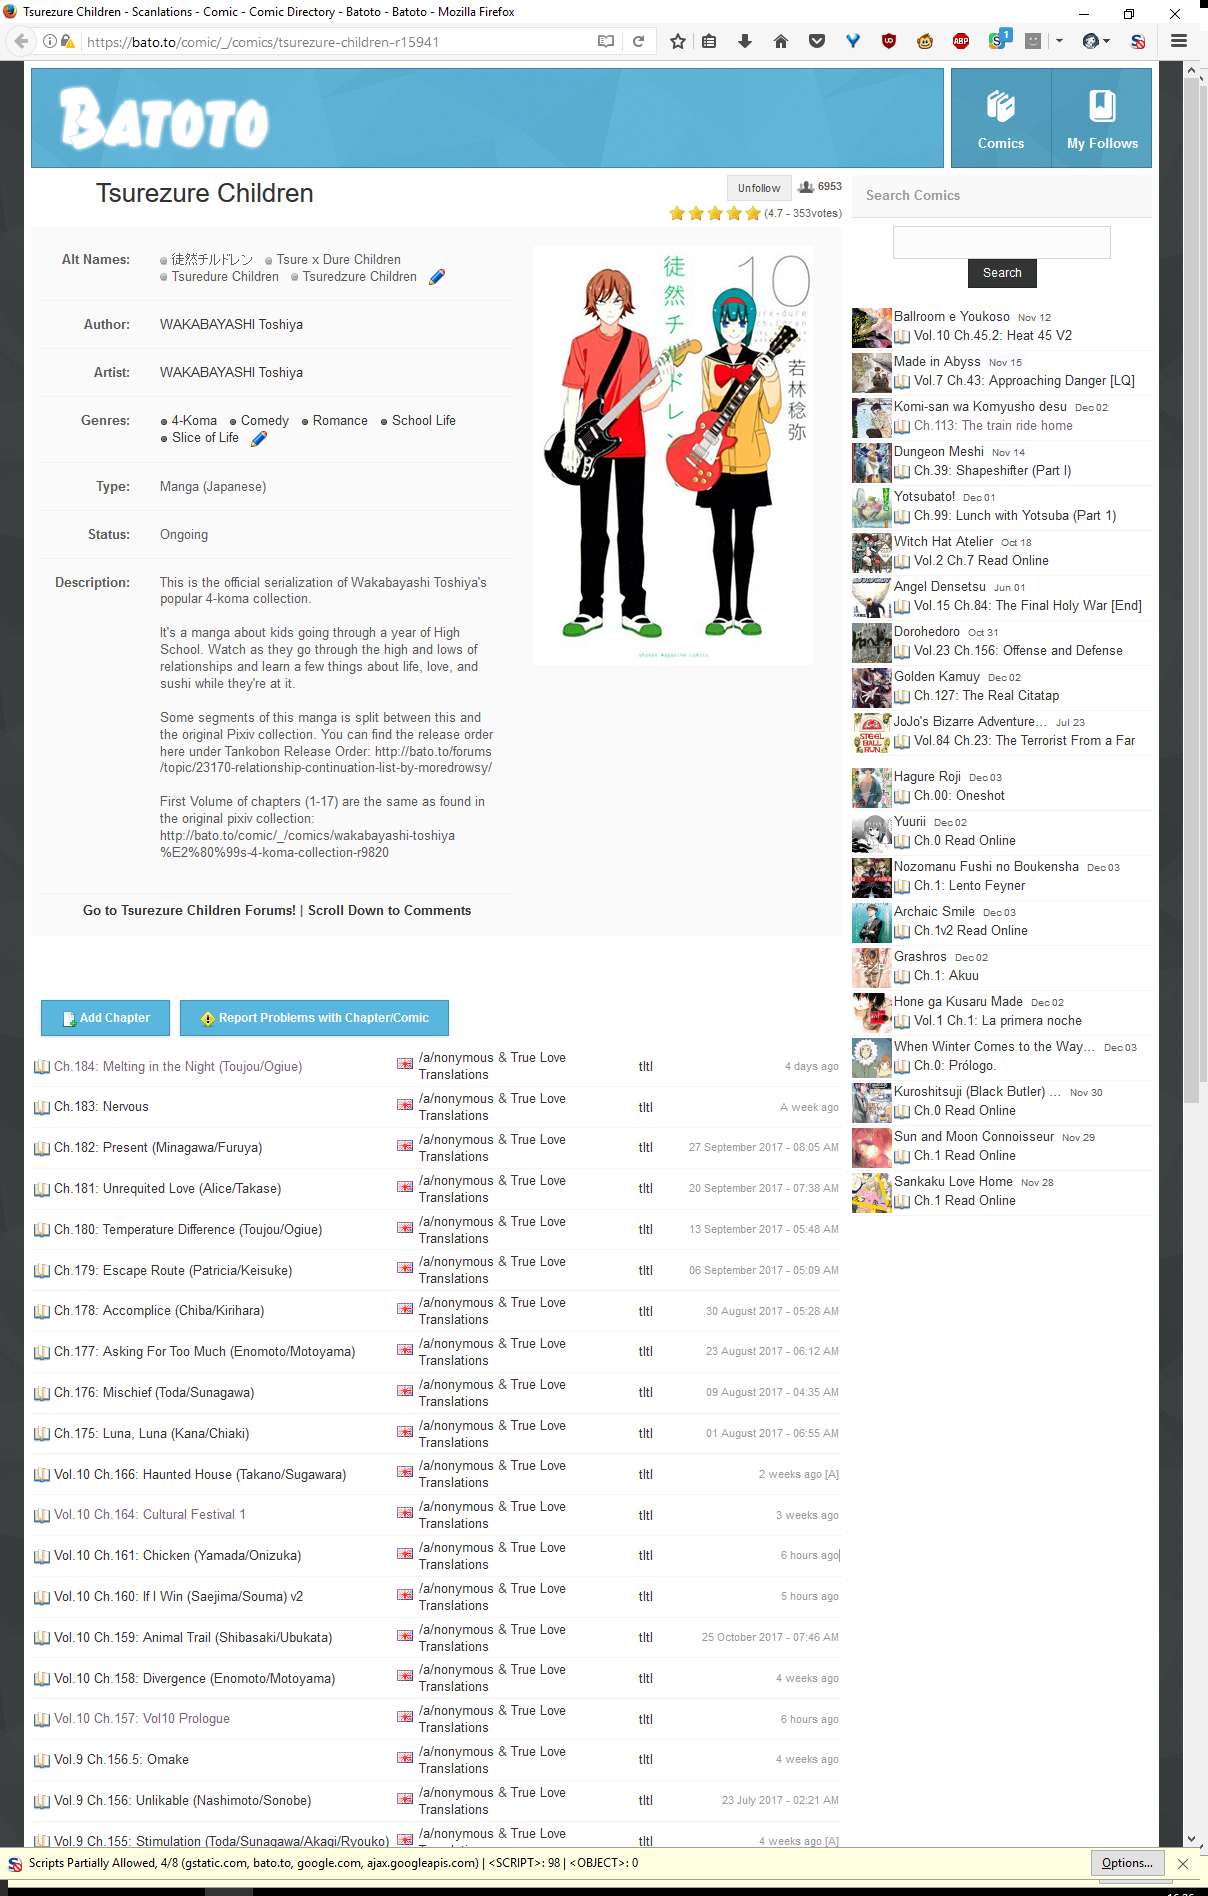 Tsurezure Children - Scanlations - Comic - Comic Directory - Batoto - Batoto - Mozilla Firefox
https://bato.to/comic/_/comics/tsurezure-children-r15941
UD
ABP
S 1
BATOTO
Comics
My Follows
Tsurezure Children
Unfollow
6953
(4.7 - 353votes)
Alt Names:
徒然チルドレン Tsure x Dure Children
Tsuredure Children Tsuredzure Children
Author: WAKABAYASHI Toshiya
Artist: WAKABAYASHI Toshiya
Genres: 4-Koma Comedy Romance School Life
Slice of Life
Type: Manga (Japanese)
Status: Ongoing
Description: This is the official serialization of Wakabayashi Toshiya's
popular 4-koma collection.
It's a manga about kids going through a year of High
School. Watch as they go through the high and lows of
relationships and learn a few things about life, love, and
sushi while they're at it.
Some segments of this manga is split between this and
the original Pixiv collection. You can find the release order
here under Tankobon Release Order: http://bato.to/forums
/topic/23170-relationship-continuation-list-by-moredrowsy/
First Volume of chapters (1-17) are the same as found in
the original pixiv collection:
http://bato.to/comic/_/comics/wakabayashi-toshiya
%E2%80%99s-4-koma-collection-r9820
徒然チルドレン
10
若林稔弥
shonen magazine comics
Go to Tsurezure Children Forums! | Scroll Down to Comments
Add Chapter
Report Problems with Chapter/Comic
Ch.184: Melting in the Night (Toujou/Ogiue) /a/nonymous & True Love Translations tltl 4 days ago
Ch.183: Nervous /a/nonymous & True Love Translations tltl A week ago
Ch.182: Present (Minagawa/Furuya) /a/nonymous & True Love Translations tltl 27 September 2017 - 08:05 AM
Ch.181: Unrequited Love (Alice/Takase) /a/nonymous & True Love Translations tltl 20 September 2017 - 07:38 AM
Ch.180: Temperature Difference (Toujou/Ogiue) /a/nonymous & True Love Translations tltl 13 September 2017 - 05:48 AM
Ch.179: Escape Route (Patricia/Keisuke) /a/nonymous & True Love Translations tltl 06 September 2017 - 05:09 AM
Ch.178: Accomplice (Chiba/Kirihara) /a/nonymous & True Love Translations tltl 30 August 2017 - 05:28 AM
Ch.177: Asking For Too Much (Enomoto/Motoyama) /a/nonymous & True Love Translations tltl 23 August 2017 - 06:12 AM
Ch.176: Mischief (Toda/Sunagawa) /a/nonymous & True Love Translations tltl 09 August 2017 - 04:35 AM
Ch.175: Luna, Luna (Kana/Chiaki) /a/nonymous & True Love Translations tltl 01 August 2017 - 06:55 AM
Vol.10 Ch.166: Haunted House (Takano/Sugawara) /a/nonymous & True Love Translations tltl 2 weeks ago [A]
Vol.10 Ch.164: Cultural Festival 1 /a/nonymous & True Love Translations tltl 3 weeks ago
Vol.10 Ch.161: Chicken (Yamada/Onizuka) /a/nonymous & True Love Translations tltl 6 hours ago
Vol.10 Ch.160: If I Win (Saejima/Souma) v2 /a/nonymous & True Love Translations tltl 5 hours ago
Vol.10 Ch.159: Animal Trail (Shibasaki/Ubukata) /a/nonymous & True Love Translations tltl 25 October 2017 - 07:46 AM
Vol.10 Ch.158: Divergence (Enomoto/Motoyama) /a/nonymous & True Love Translations tltl 4 weeks ago
Vol.10 Ch.157: Vol10 Prologue /a/nonymous & True Love Translations tltl 6 hours ago
Vol.9 Ch.156.5: Omake /a/nonymous & True Love Translations tltl 4 weeks ago
Vol.9 Ch.156: Unlikable (Nashimoto/Sonobe) /a/nonymous & True Love Translations tltl 23 July 2017 - 02:21 AM
Vol.9 Ch.155: Stimulation (Toda/Sunagawa/Akagi/Ryouko) /a/nonymous & True Love tltl 4 weeks ago [A]
Search Comics
Search
Ballroom e Youkoso Nov 12
Vol.10 Ch.45.2: Heat 45 V2
Made in Abyss Nov 15
Vol.7 Ch.43: Approaching Danger [LQ]
Komi-san wa Komyusho desu Dec 02
Ch.113: The train ride home
Dungeon Meshi Nov 14
Ch.39: Shapeshifter (Part I)
Yotsubato! Dec 01
Ch.99: Lunch with Yotsuba (Part 1)
Witch Hat Atelier Oct 18
Vol.2 Ch.7 Read Online
Angel Densetsu Jun 01
Vol.15 Ch.84: The Final Holy War [End]
Dorohedoro Oct 31
Vol.23 Ch.156: Offense and Defense
Golden Kamuy Dec 02
Ch.127: The Real Citatap
JoJo's Bizarre Adventure... Jul 23
Vol.84 Ch.23: The Terrorist From a Far
STEEL BALL RUN
Hagure Roji Dec 03
Ch.00: Oneshot
Yuurii Dec 02
Ch.0 Read Online
Nozomanu Fushi no Boukensha Dec 03
Ch.1: Lento Feyner
Archaic Smile Dec 03
Ch.1v2 Read Online
Grashros Dec 02
Ch.1: Akuu
Hone ga Kusaru Made Dec 02
Vol.1 Ch.1: La primera noche
When Winter Comes to the Way... Dec 03
Ch.0: Prólogo.
Kuroshitsuji (Black Butler) ... Nov 30
Ch.0 Read Online
Sun and Moon Connoisseur Nov 29
Ch.1 Read Online
Sankaku Love Home Nov 28
Ch.1 Read Online
Scripts Partially Allowed, 4/8 (gstatic.com, bato.to, google.com, ajax.googleapis.com) | <SCRIPT>: 98 | <OBJECT>: 0
Options...